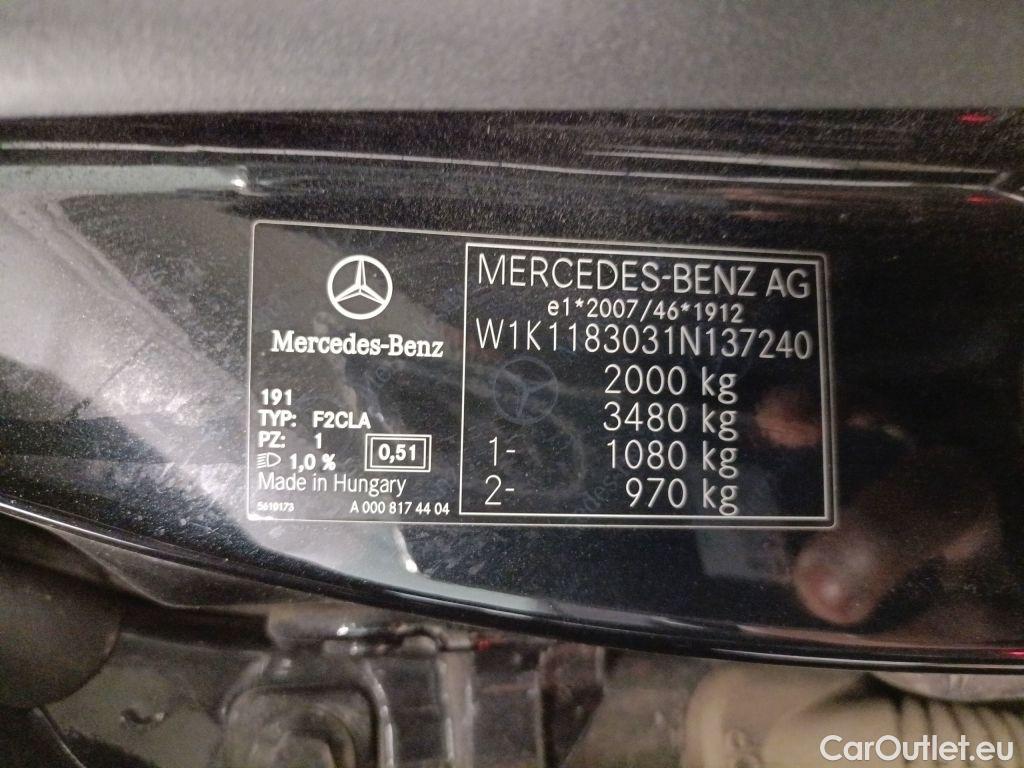 Mercedes-Benz
191
TYP: F2CLA
PZ: 1
1,0 %
0,51
Made in Hungary
5610173
A 000 817 44 04
MERCEDES-BENZ AG
e1*2007/46*1912
W1K1183031N137240
2000 kg
3480 kg
1- 1080 kg
2- 970 kg
CarOutlet.eu